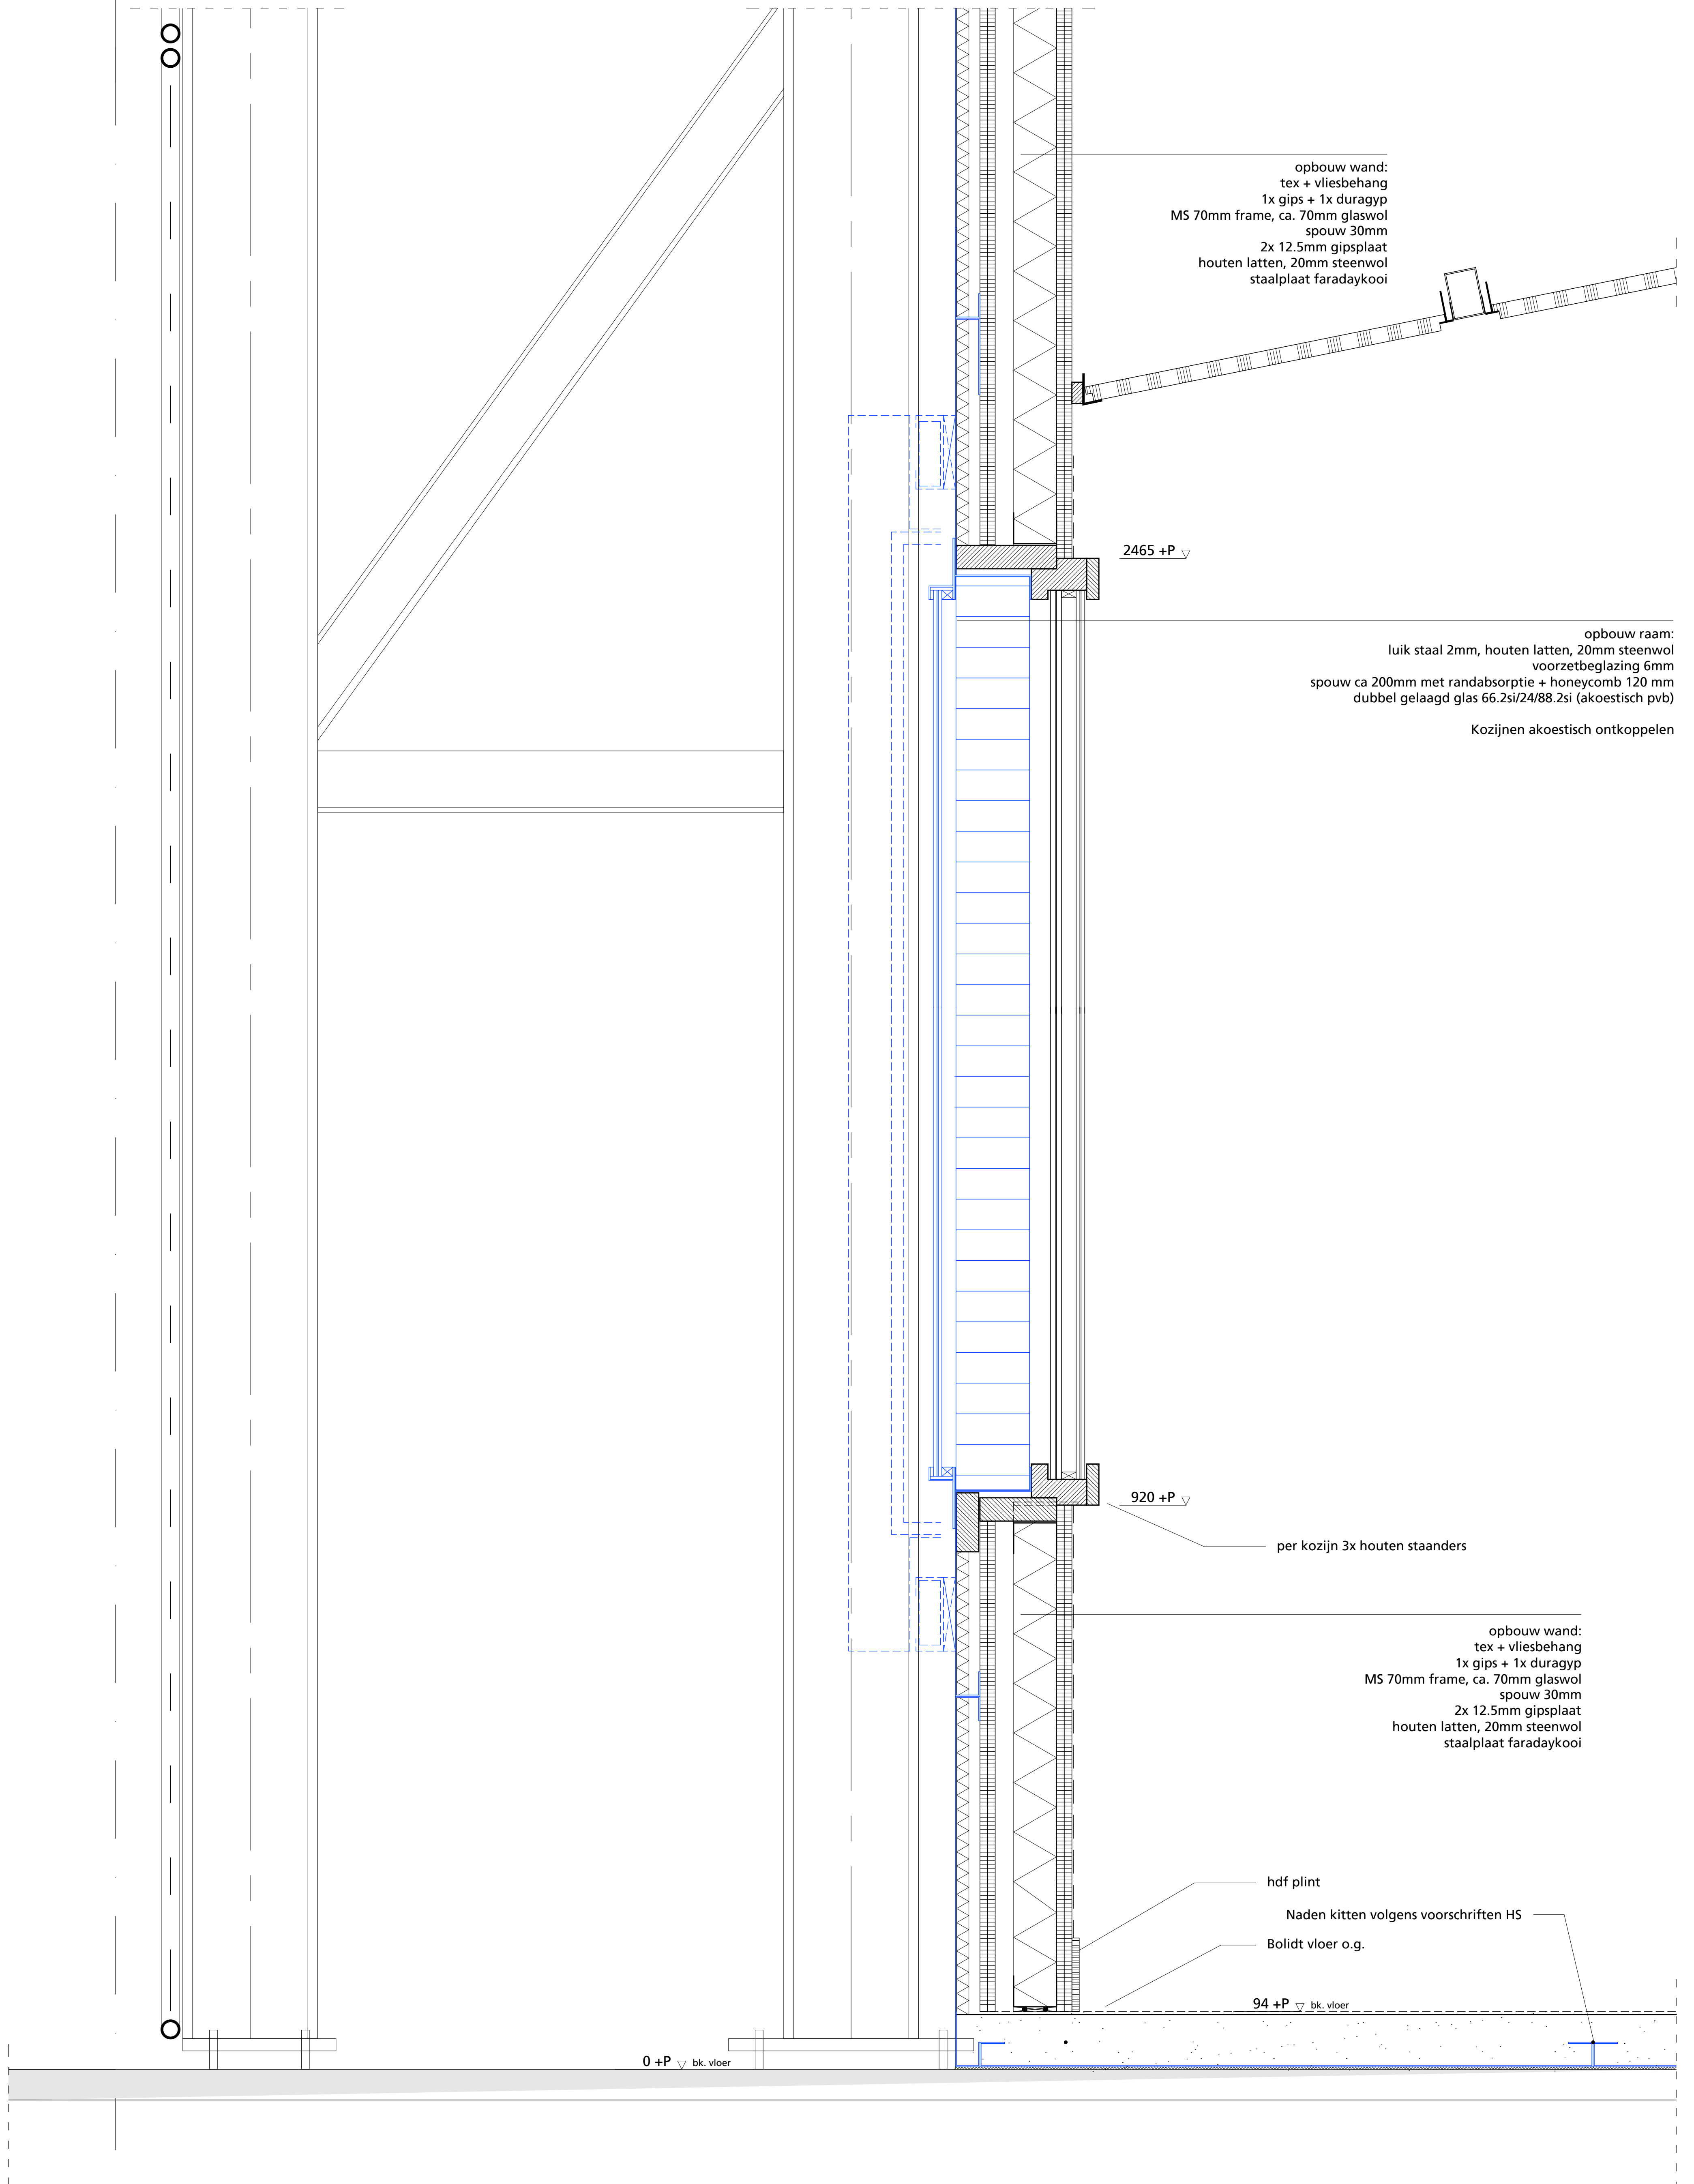 opbouw wand:
tex + vliesbehang
1x gips + 1x duragyp
MS 70mm frame, ca. 70mm glaswol
spouw 30mm
2x 12.5mm gipsplaat
houten latten, 20mm steenwol
staalplaat faradaykooi
2465 +P
opbouw raam:
luik staal 2mm, houten latten, 20mm steenwol
voorzetbeglazing 6mm
spouw ca 200mm met randabsorptie + honeycomb 120 mm
dubbel gelaagd glas 66.2si/24/88.2si (akoestisch pvb)
Kozijnen akoestisch ontkoppelen
920 +P
per kozijn 3x houten staanders
opbouw wand:
tex + vliesbehang
1x gips + 1x duragyp
MS 70mm frame, ca. 70mm glaswol
spouw 30mm
2x 12.5mm gipsplaat
houten latten, 20mm steenwol
staalplaat faradaykooi
hdf plint
Naden kitten volgens voorschriften HS
Bolidt vloer o.g.
94 +P bk. vloer
0 +P bk. vloer